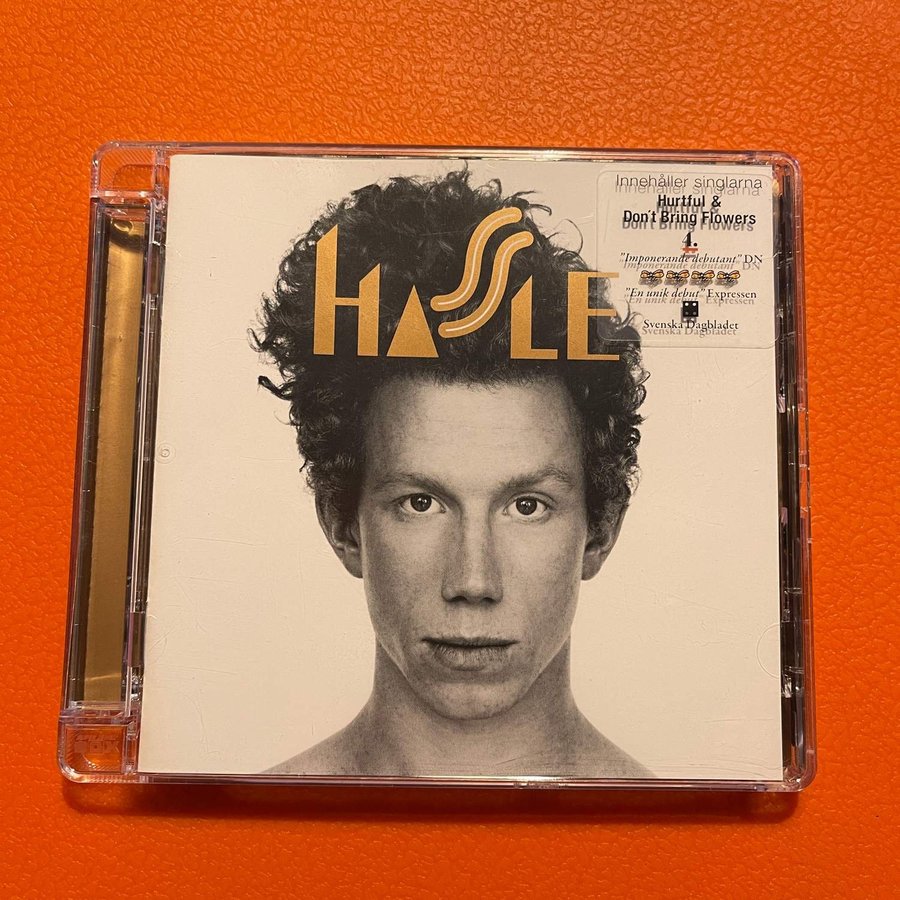 HASSLE
Innehåller singlarna
Hurtful &
Don't Bring Flowers
4.
"Imponerande debutant" DN
"En unik debut" Expressen
Svenska Dagbladet